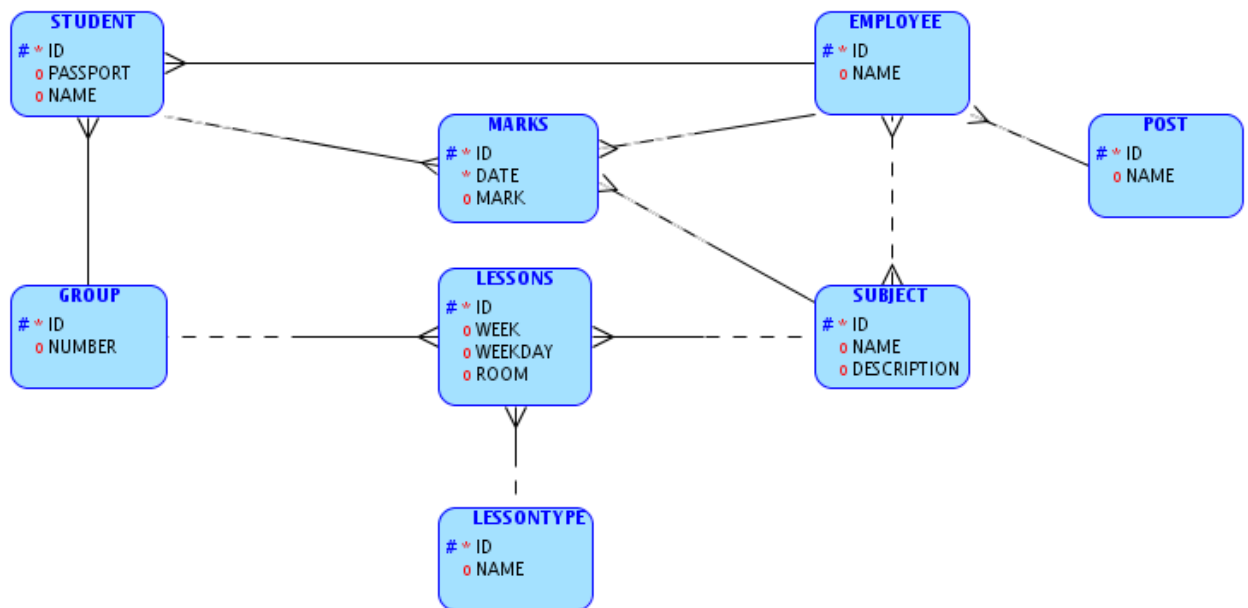 STUDENT
# * ID
o PASSPORT
o NAME
EMPLOYEE
# * ID
o NAME
MARKS
# * ID
* DATE
o MARK
POST
# * ID
o NAME
GROUP
# * ID
o NUMBER
LESSONS
# * ID
o WEEK
o WEEKDAY
o ROOM
SUBJECT
# * ID
o NAME
o DESCRIPTION
LESSONTYPE
# * ID
o NAME